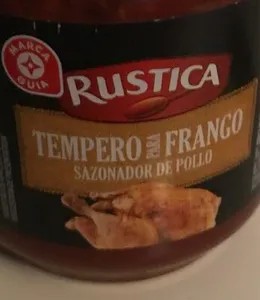 MARCA
GUIA
RUSTICA
TEMPERO PARA FRANGO
SAZONADOR DE POLLO